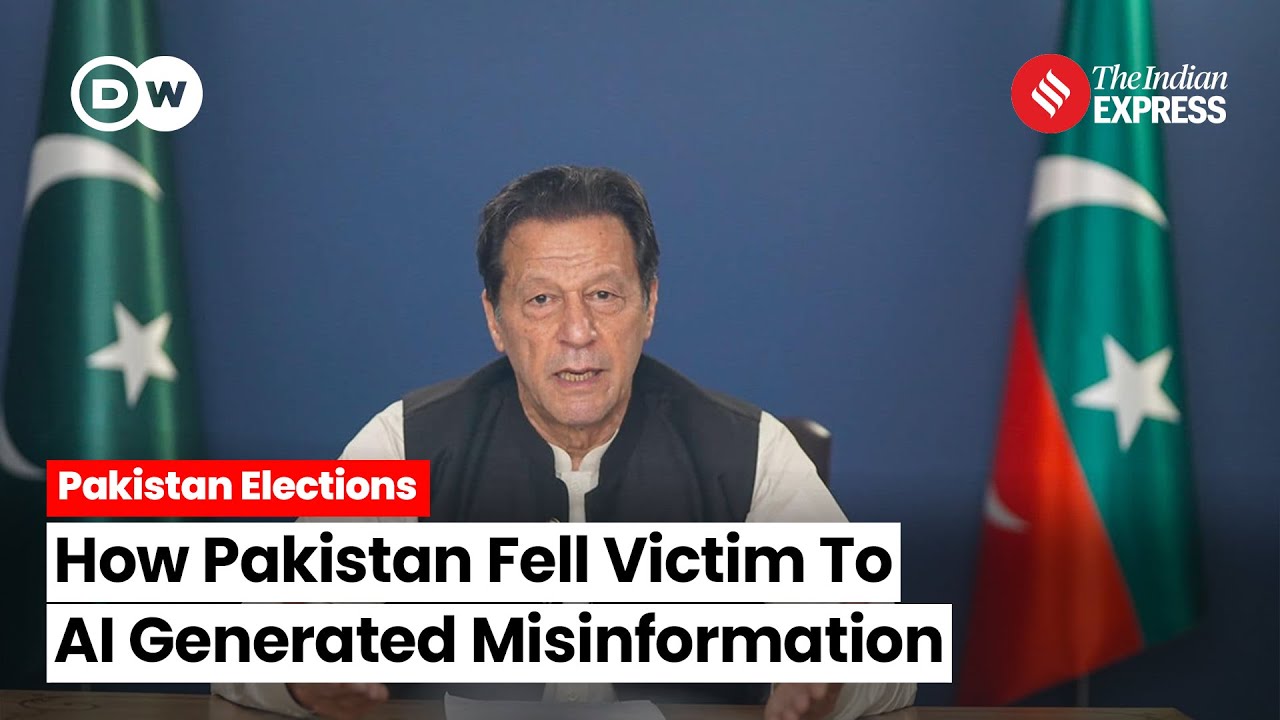 DW
The Indian
EXPRESS
Pakistan Elections
How Pakistan Fell Victim To
AI Generated Misinformation